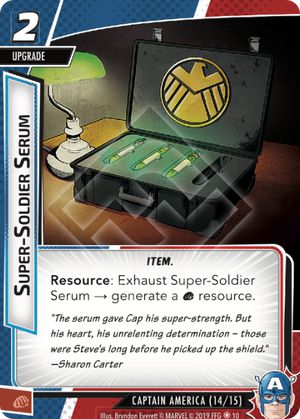 2
UPGRADE
SUPER-SOLDIER SERUM
ITEM.
Resource: Exhaust Super-Soldier
Serum → generate a resource.
"The serum gave Cap his super-strength. But
his heart, his unrelenting determination – those
were Steve's long before he picked up the shield."
—Sharon Carter
CAPTAIN AMERICA (14/15)
Illus. Bryndon Everett © MARVEL © 2019 FFG 10